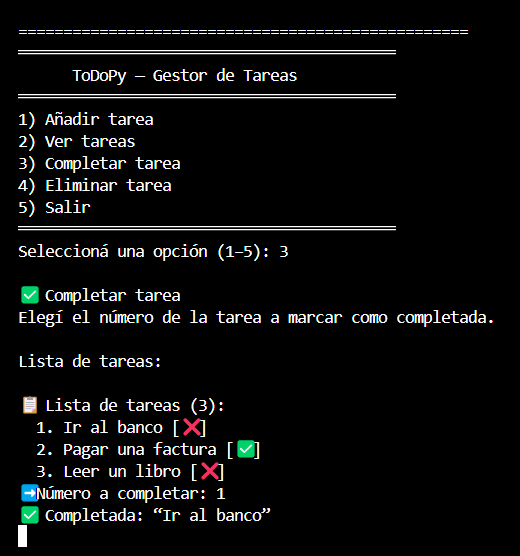 ==================================================
══════════════════════════════════════════
ToDoPy — Gestor de Tareas
══════════════════════════════════════════
1) Añadir tarea
2) Ver tareas
3) Completar tarea
4) Eliminar tarea
5) Salir
══════════════════════════════════════════
Seleccioná una opción (1–5): 3
✅ Completar tarea
Elegí el número de la tarea a marcar como completada.
Lista de tareas:
📋 Lista de tareas (3):
1. Ir al banco [❌]
2. Pagar una factura [✅]
3. Leer un libro [❌]
➡️Número a completar: 1
✅ Completada: “Ir al banco”